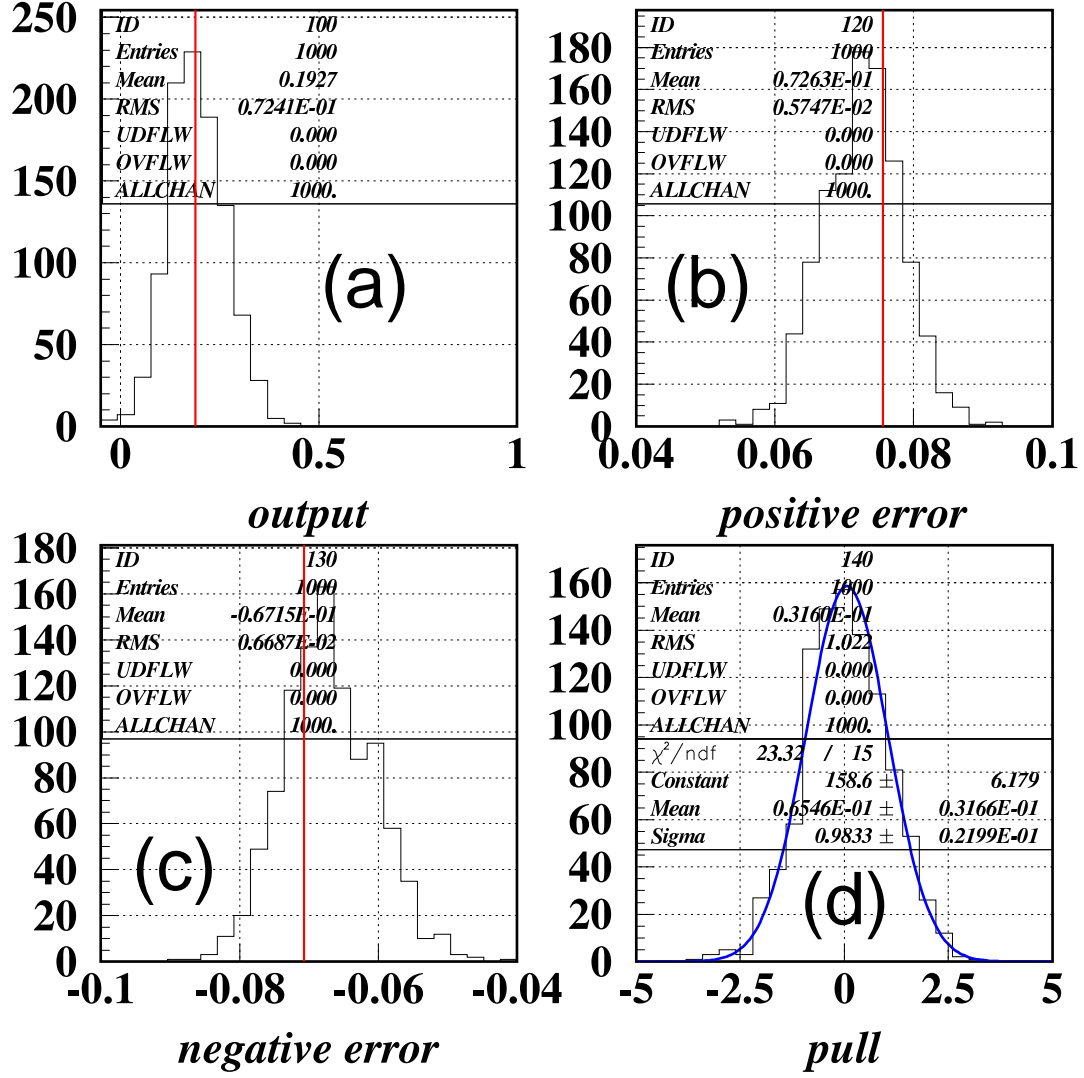 250
200
150
100
50
0
ID 100
Entries 1000
Mean 0.1927
RMS 0.7241E-01
UDFLW 0.000
OVFLW 0.000
ALLCHAN 1000.
(a)
0 0.5 1
output
180
160
140
120
100
80
60
40
20
0
ID 120
Entries 1000
Mean 0.7263E-01
RMS 0.5747E-02
UDFLW 0.000
OVFLW 0.000
ALLCHAN 1000.
(b)
0.04 0.06 0.08 0.1
positive error
180
160
140
120
100
80
60
40
20
0
ID 130
Entries 1000
Mean -0.6715E-01
RMS 0.6687E-02
UDFLW 0.000
OVFLW 0.000
ALLCHAN 1000.
(c)
-0.1 -0.08 -0.06 -0.04
negative error
160
140
120
100
80
60
40
20
0
ID 140
Entries 1000
Mean 0.3160E-01
RMS 1.022
UDFLW 0.000
OVFLW 0.000
ALLCHAN 1000.
χ²/ndf 23.32 / 15
Constant 158.6 ± 6.179
Mean 0.6546E-01 ± 0.3166E-01
Sigma 0.9833 ± 0.2199E-01
(d)
-5 -2.5 0 2.5 5
pull